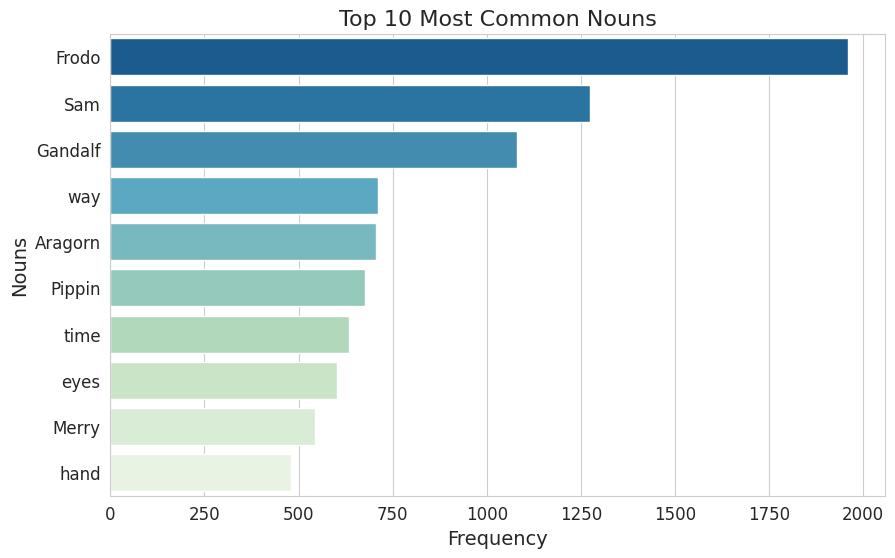 Top 10 Most Common Nouns
Nouns
Frodo
Sam
Gandalf
way
Aragorn
Pippin
time
eyes
Merry
hand
0 250 500 750 1000 1250 1500 1750 2000
Frequency